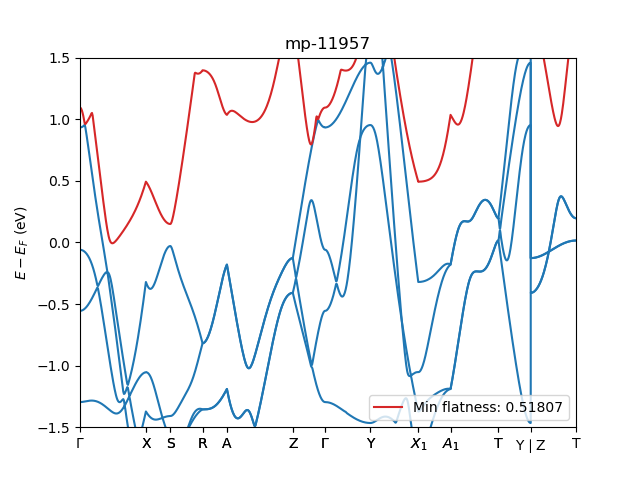 mp-11957
E − E_F (eV)
1.5
1.0
0.5
0.0
−0.5
−1.0
−1.5
Min flatness: 0.51807
Γ X S R A Z Γ Y X₁ A₁ T Y | Z T